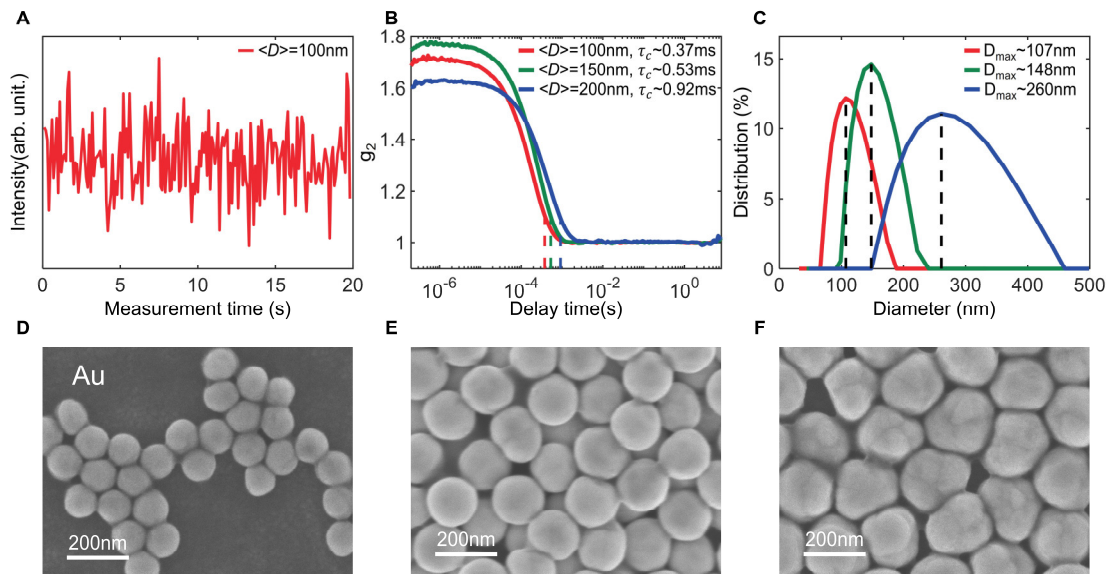 A
Intensity(arb. unit.)
<D>=100nm
0 5 10 15 20
Measurement time (s)
B
g₂
2
1.8
1.6
1.4
1.2
1
<D>=100nm, τc~0.37ms
<D>=150nm, τc~0.53ms
<D>=200nm, τc~0.92ms
10⁻⁶ 10⁻⁴ 10⁻² 10⁰
Delay time(s)
C
Distribution (%)
15
10
5
0
Dmax~107nm
Dmax~148nm
Dmax~260nm
0 100 200 300 400 500
Diameter (nm)
D
Au
200nm
E
200nm
F
200nm